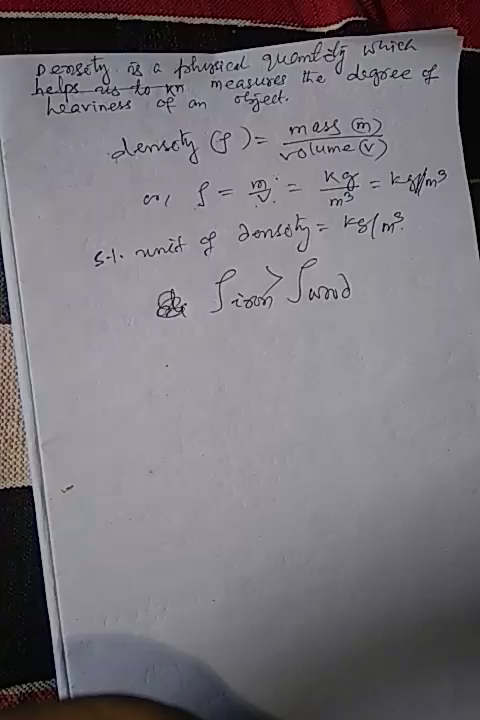 Density is a physical quantity which
helps us to kn measures the degree of
heaviness of an object.
density (ρ) = mass (m) / volume (v)
or, ρ = m/v = kg/m³ = kg/m³
S.I. unit of density = kg/m³.
ρ iron > ρ wood